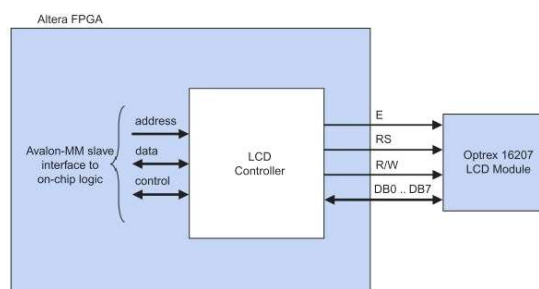 Altera FPGA
Avalon-MM slave
interface to
on-chip logic
address
data
control
LCD
Controller
E
RS
R/W
DB0 .. DB7
Optrex 16207
LCD Module